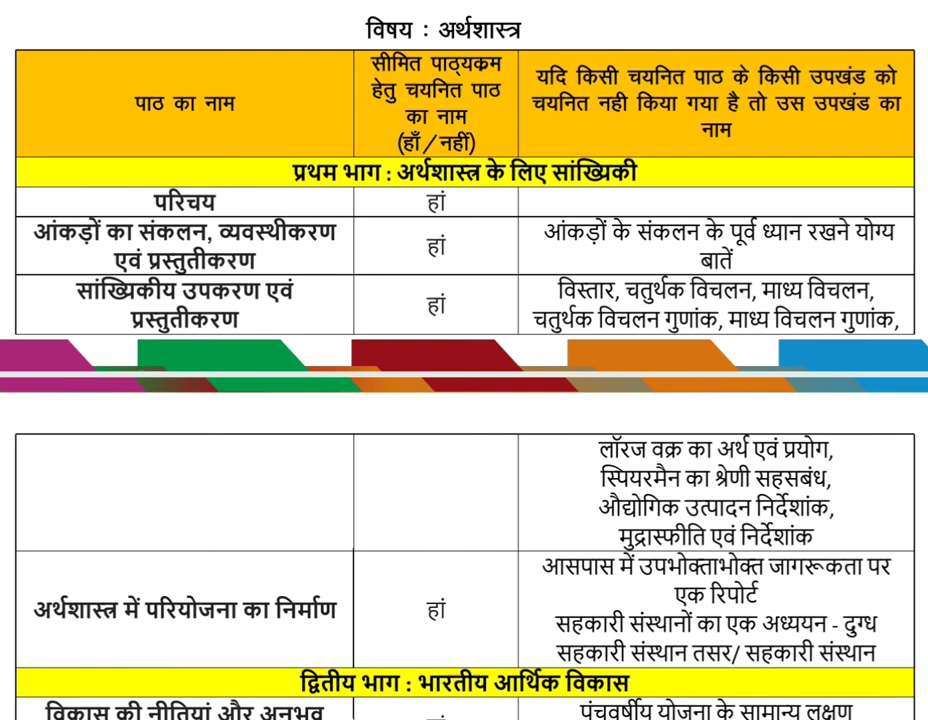 विषय : अर्थशास्त्र
पाठ का नाम
सीमित पाठ्यक्रम
हेतु चयनित पाठ
का नाम
(हाँ/नहीं)
यदि किसी चयनित पाठ के किसी उपखंड को
चयनित नही किया गया है तो उस उपखंड का
नाम
प्रथम भाग : अर्थशास्त्र के लिए सांख्यिकी
परिचय
हां
आंकड़ों का संकलन, व्यवस्थीकरण
एवं प्रस्तुतीकरण
हां
आंकड़ों के संकलन के पूर्व ध्यान रखने योग्य
बातें
सांख्यिकीय उपकरण एवं
प्रस्तुतीकरण
हां
विस्तार, चतुर्थक विचलन, माध्य विचलन,
चतुर्थक विचलन गुणांक, माध्य विचलन गुणांक,
लॉरज वक्र का अर्थ एवं प्रयोग,
स्पियरमैन का श्रेणी सहसबंध,
औद्योगिक उत्पादन निर्देशांक,
मुद्रास्फीति एवं निर्देशांक
अर्थशास्त्र में परियोजना का निर्माण
हां
आसपास में उपभोक्ताभोक्त जागरूकता पर
एक रिपोर्ट
सहकारी संस्थानों का एक अध्ययन - दुग्ध
सहकारी संस्थान तसर/ सहकारी संस्थान
द्वितीय भाग : भारतीय आर्थिक विकास
विकास की नीतियां और अनुभव
पंचवर्षीय योजना के सामान्य लक्षण